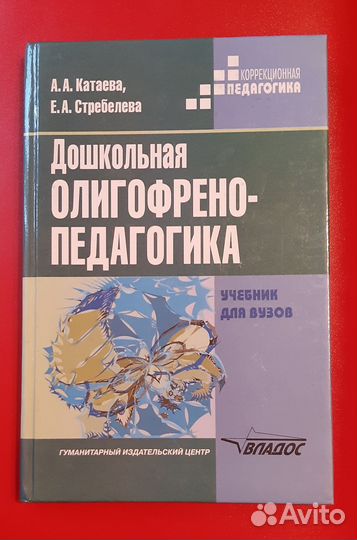 А. А. Катаева,
Е. А. Стребелева
КОРРЕКЦИОННАЯ
ПЕДАГОГИКА
ДОШКОЛЬНАЯ
ОЛИГОФРЕНО-
ПЕДАГОГИКА
УЧЕБНИК
ДЛЯ ВУЗОВ
ГУМАНИТАРНЫЙ ИЗДАТЕЛЬСКИЙ ЦЕНТР
ВЛАДОС
Avito